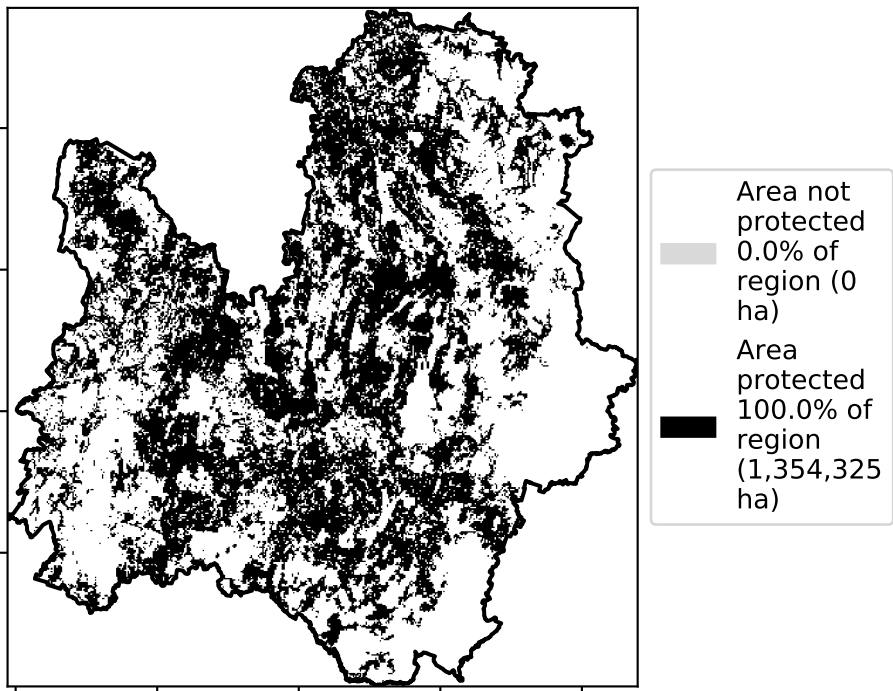 Area not
protected
0.0% of
region (0
ha)
Area
protected
100.0% of
region
(1,354,325
ha)